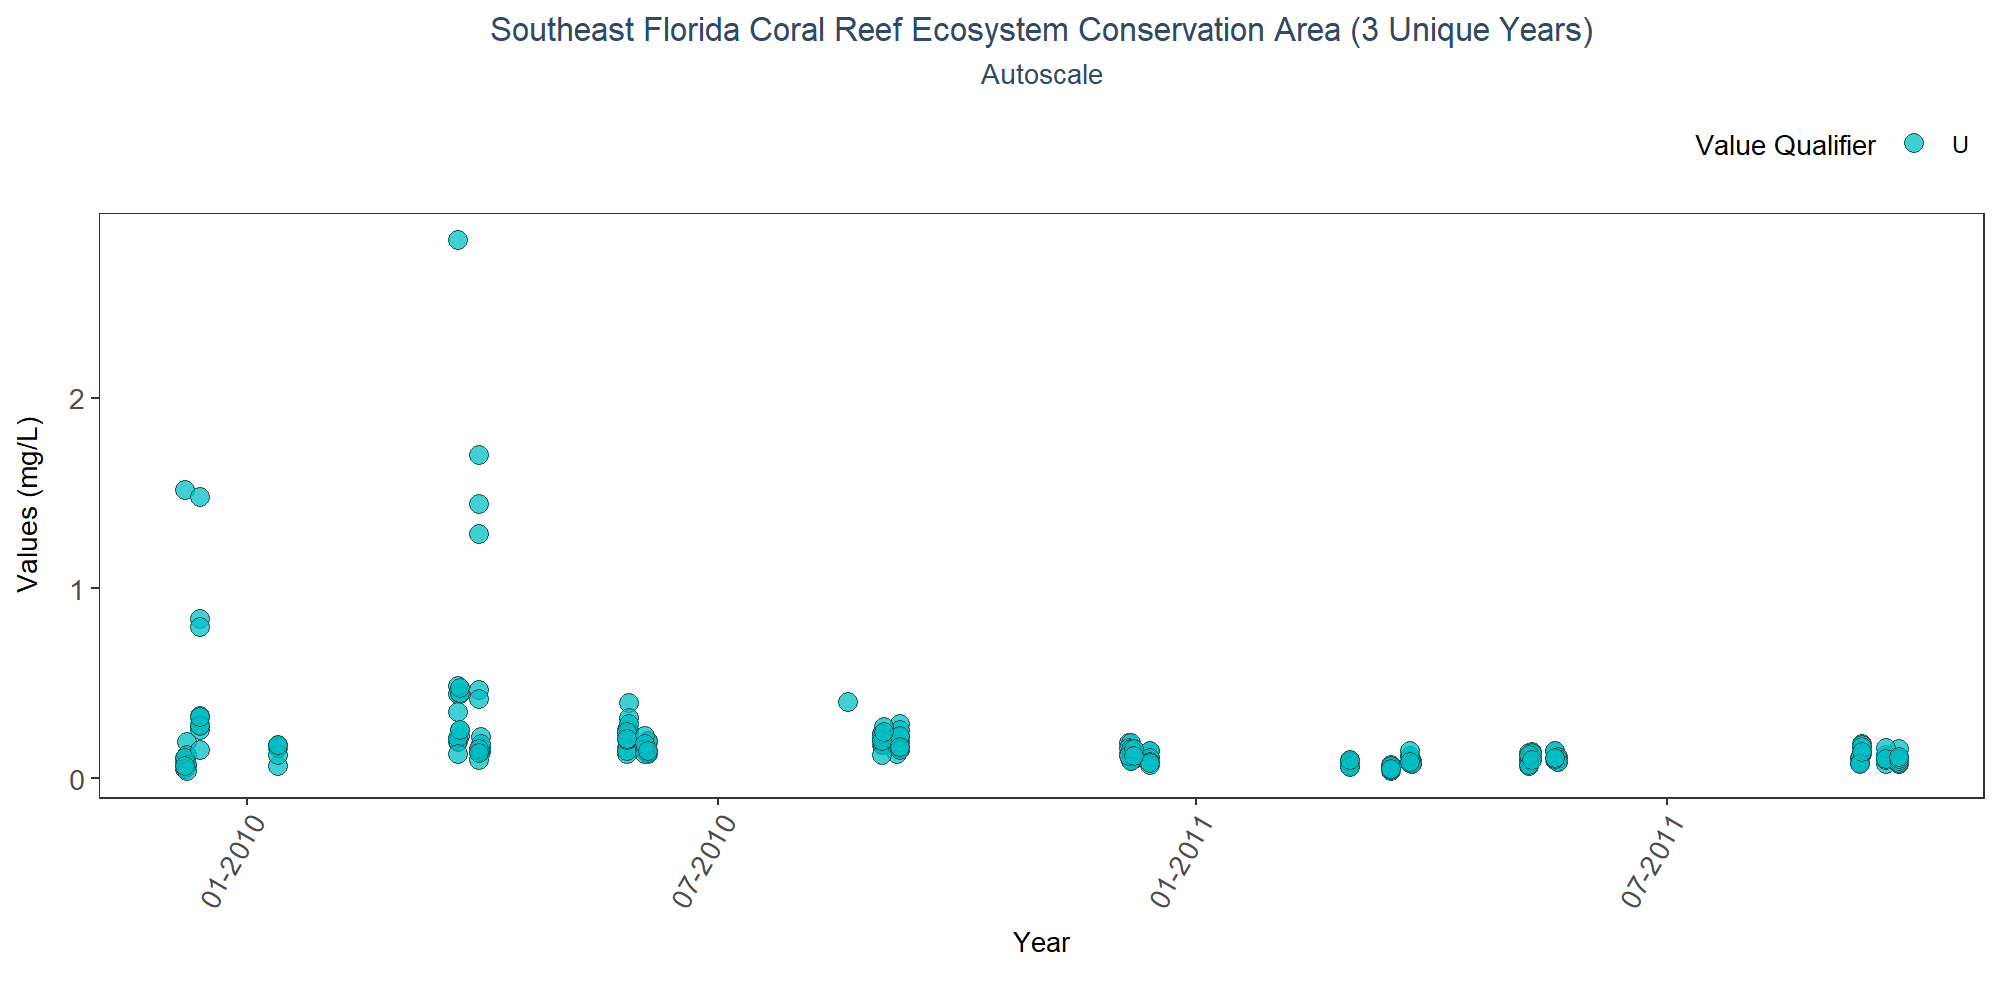 Southeast Florida Coral Reef Ecosystem Conservation Area (3 Unique Years)
Autoscale
Value Qualifier U
Values (mg/L)
2
1
0
01-2010
07-2010
01-2011
07-2011
Year